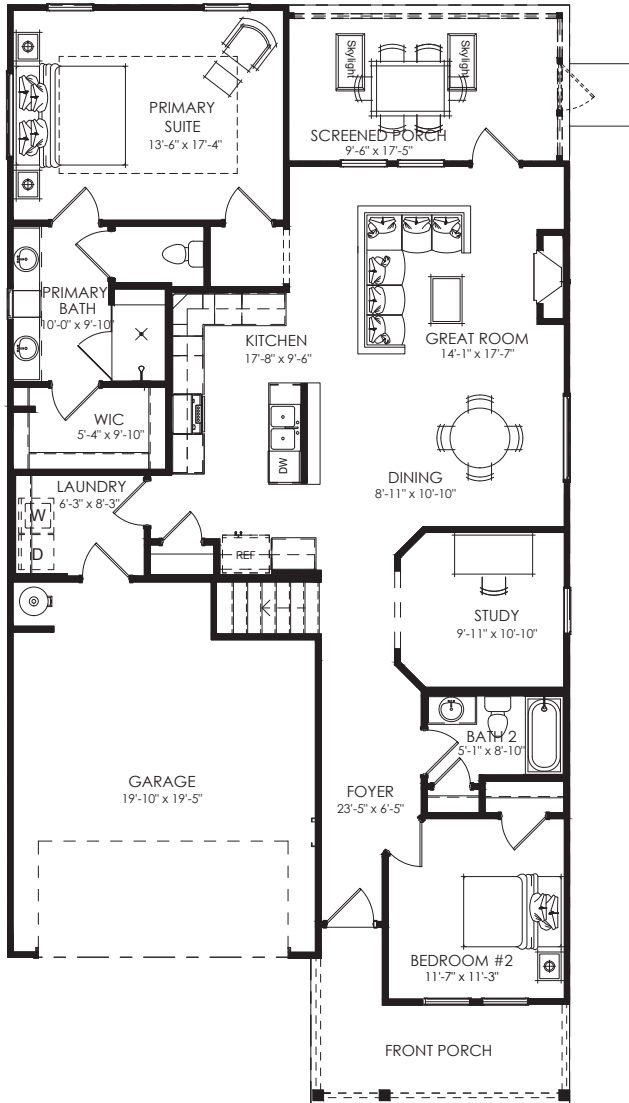 Skylight
Skylight
PRIMARY
SUITE
13'-6" x 17'-4"
SCREENED PORCH
9'-6" x 17'-5"
PRIMARY
BATH
10'-0" x 9'-10"
KITCHEN
17'-8" x 9'-6"
GREAT ROOM
14'-1" x 17'-7"
WIC
5'-4" x 9'-10"
DW
DINING
8'-11" x 10'-10"
LAUNDRY
6'-3" x 8'-3"
W
D
REF
STUDY
9'-11" x 10'-10"
BATH 2
5'-1" x 8'-10"
GARAGE
19'-10" x 19'-5"
FOYER
23'-5" x 6'-5"
BEDROOM #2
11'-7" x 11'-3"
FRONT PORCH